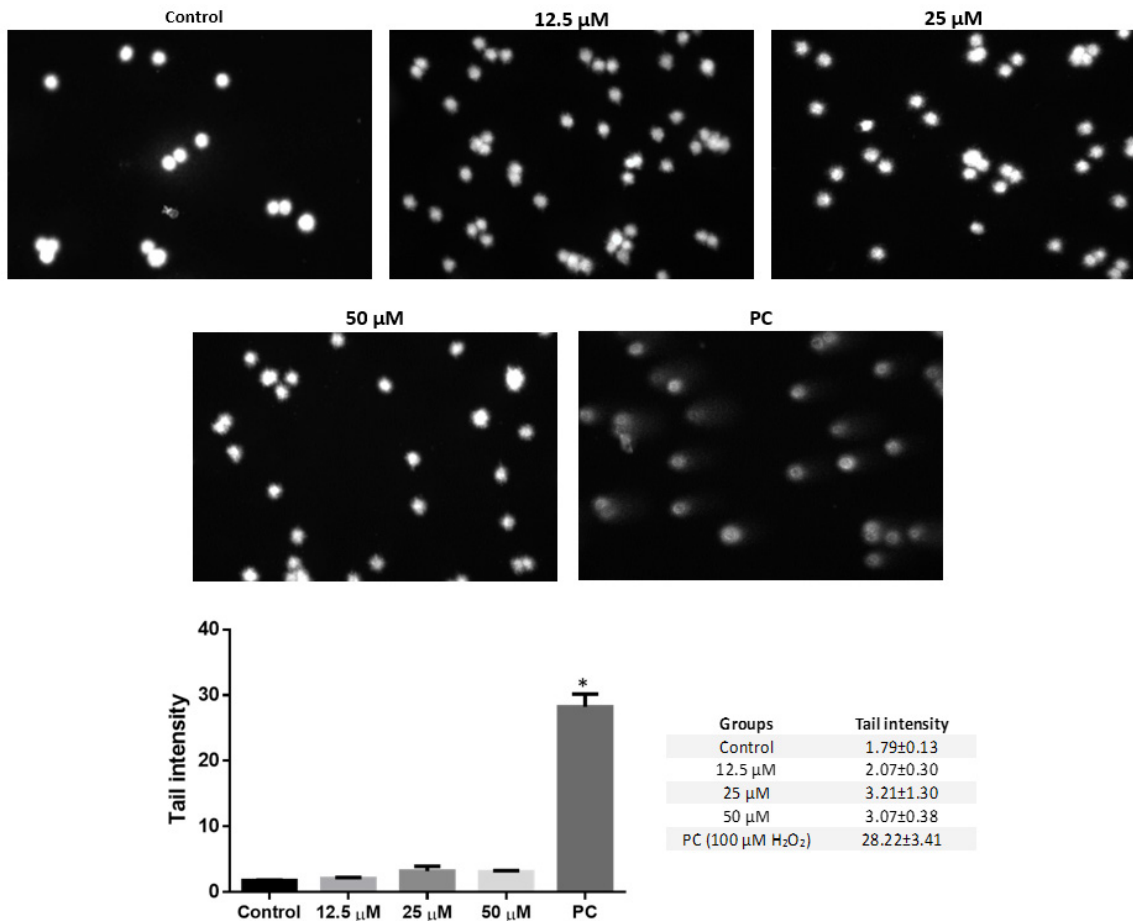 Control
12.5 µM
25 µM
50 µM
PC
40
30
20
10
0
Tail intensity
*
Control
12.5 µM
25 µM
50 µM
PC
Groups Tail intensity
Control 1.79±0.13
12.5 µM 2.07±0.30
25 µM 3.21±1.30
50 µM 3.07±0.38
PC (100 µM H₂O₂) 28.22±3.41